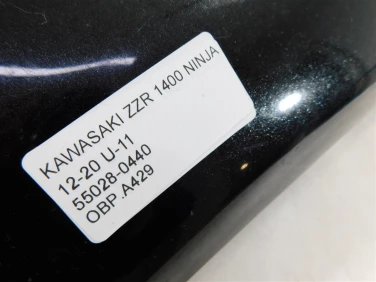 KAWASAKI ZZR 1400 NINJA
12-20 U-11
55028-0440
OBP.A429